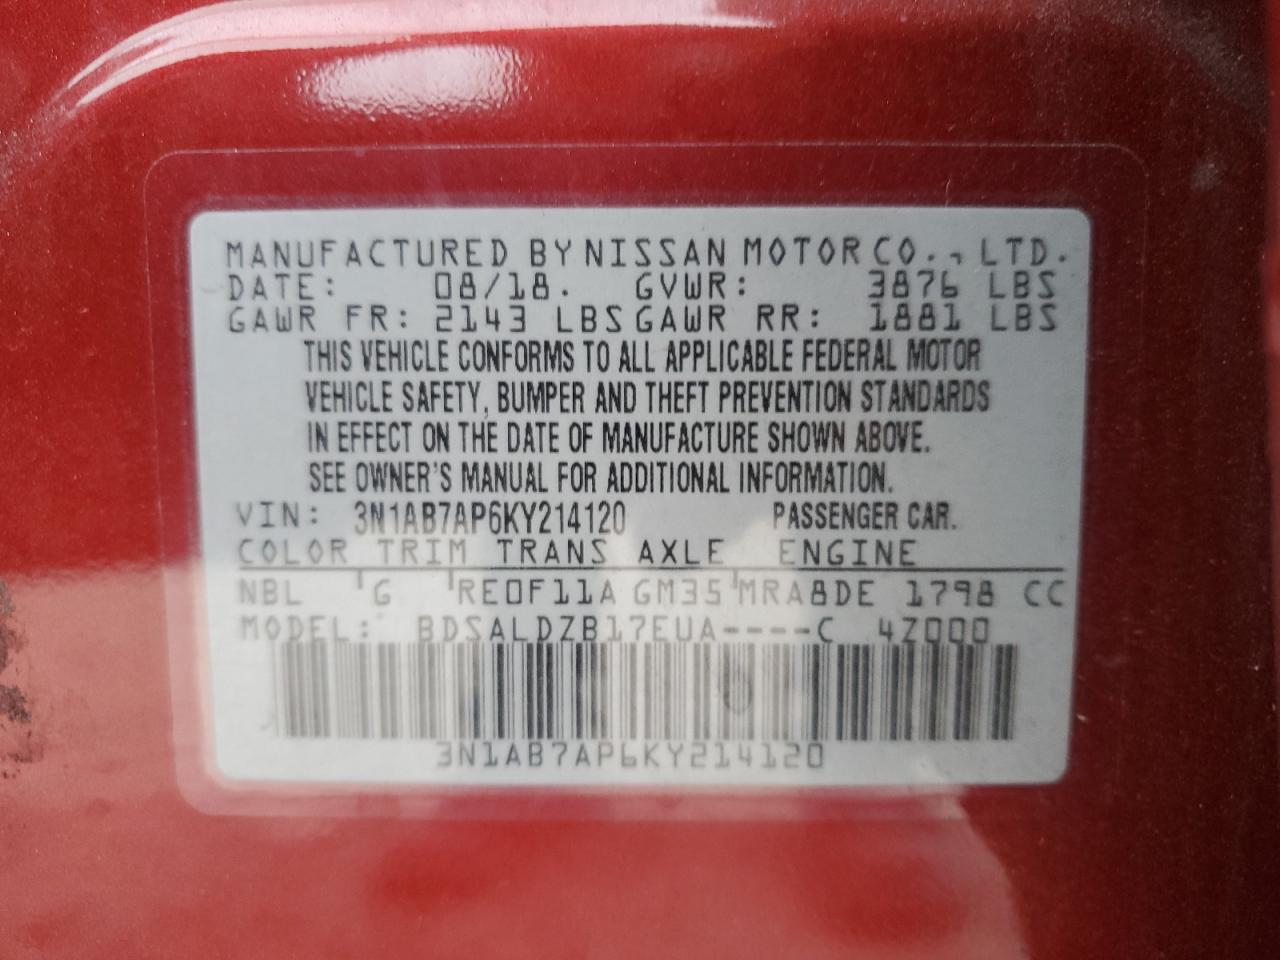 MANUFACTURED BY NISSAN MOTOR CO., LTD.
DATE: 08/18. GVWR: 3876 LBS
GAWR FR: 2143 LBS GAWR RR: 1881 LBS
THIS VEHICLE CONFORMS TO ALL APPLICABLE FEDERAL MOTOR
VEHICLE SAFETY, BUMPER AND THEFT PREVENTION STANDARDS
IN EFFECT ON THE DATE OF MANUFACTURE SHOWN ABOVE.
SEE OWNER'S MANUAL FOR ADDITIONAL INFORMATION.
VIN: 3N1AB7AP6KY214120 PASSENGER CAR.
COLOR TRIM TRANS AXLE ENGINE
NBL G RE0F11A GM35 MRA8DE 1798 CC
MODEL: BDSALDZB17EUA----C 4Z000
3N1AB7AP6KY214120